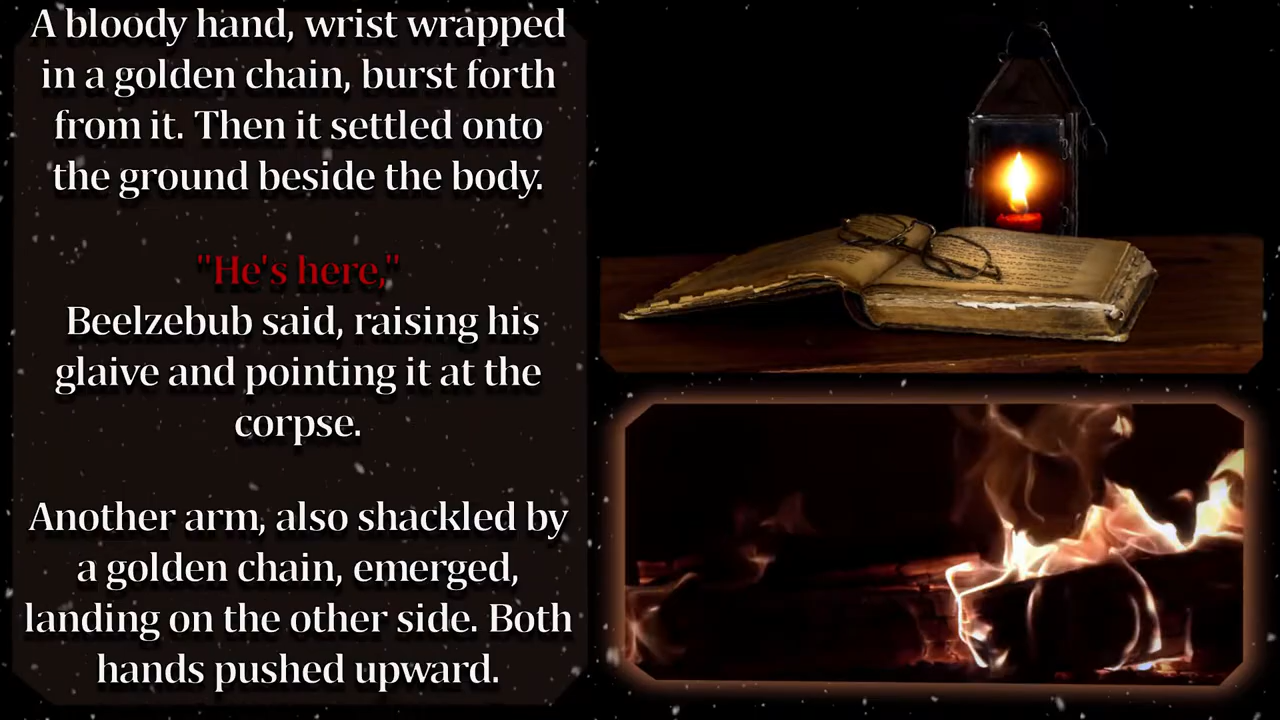 A bloody hand, wrist wrapped
in a golden chain, burst forth
from it. Then it settled onto
the ground beside the body.
"He's here,"
Beelzebub said, raising his
glaive and pointing it at the
corpse.
Another arm, also shackled by
a golden chain, emerged,
landing on the other side. Both
hands pushed upward.